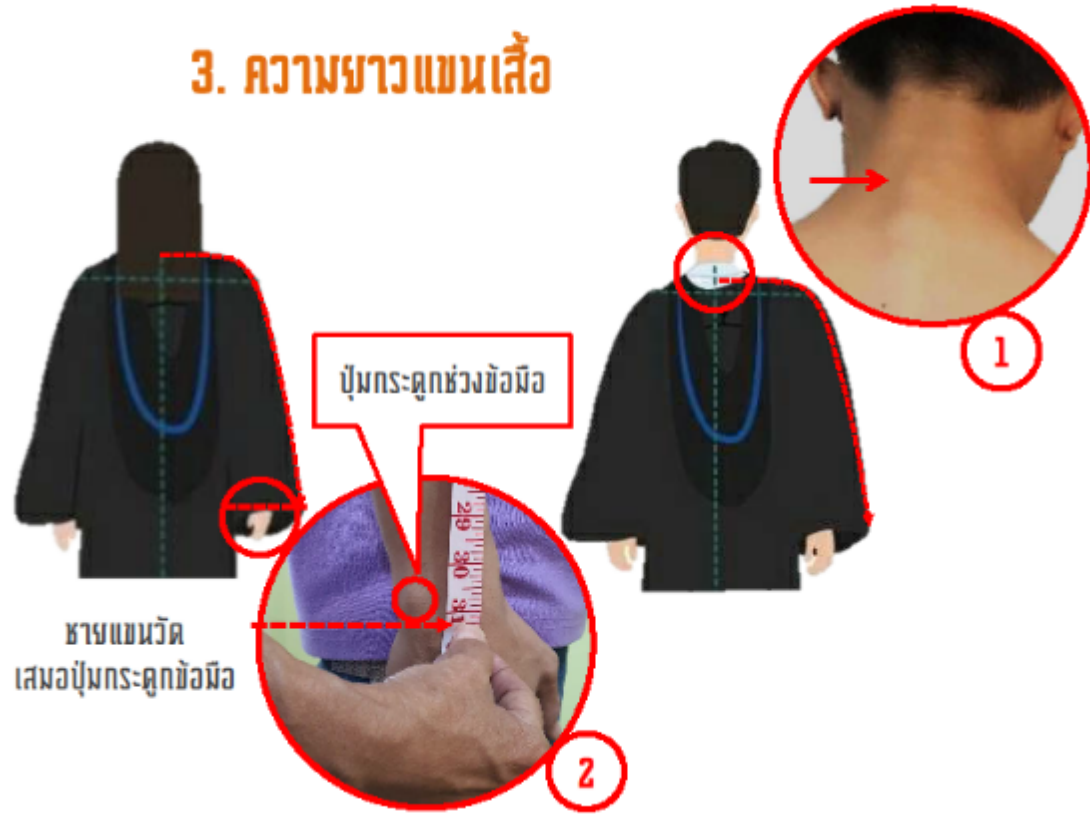 3. ความยาวแขนเสื้อ
1
ปุ่มกระดูกช่วงข้อมือ
29
30
31
ชายแขนวัด
เสมอปุ่มกระดูกข้อมือ
2